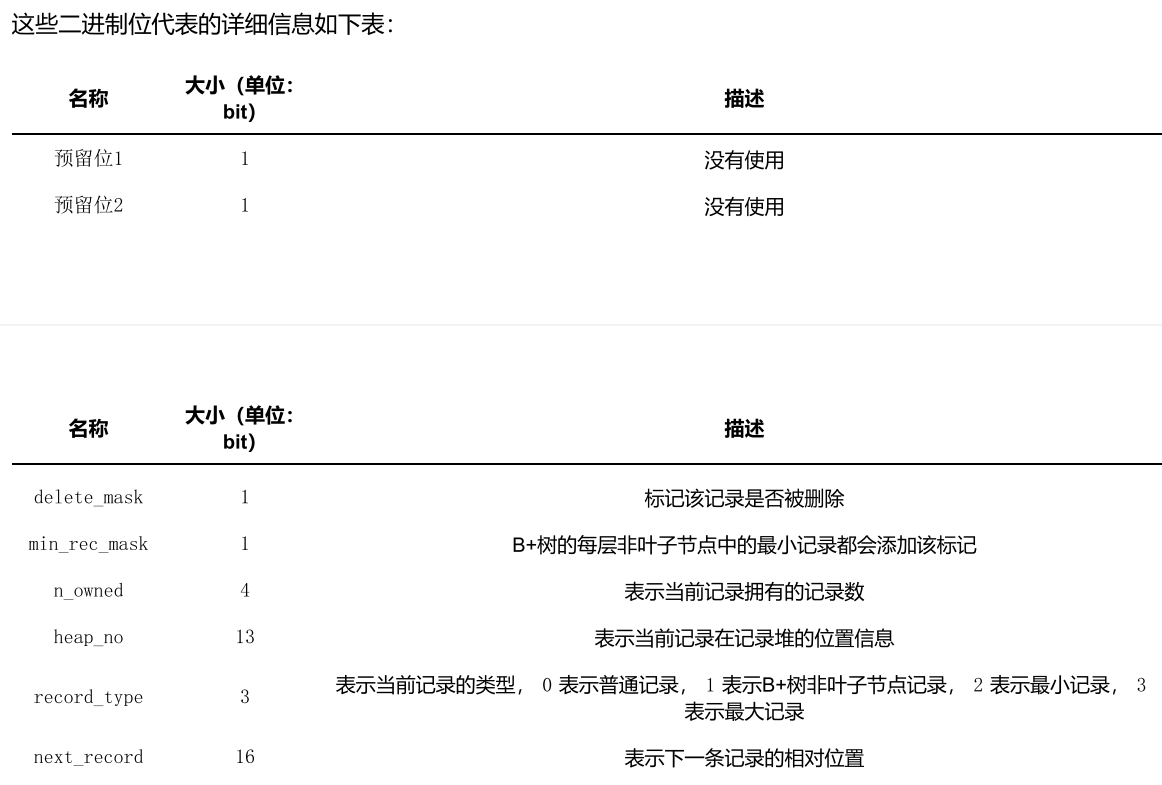 这些二进制位代表的详细信息如下表：
名称 大小（单位：bit） 描述
预留位1 1 没有使用
预留位2 1 没有使用
名称 大小（单位：bit） 描述
delete_mask 1 标记该记录是否被删除
min_rec_mask 1 B+树的每层非叶子节点中的最小记录都会添加该标记
n_owned 4 表示当前记录拥有的记录数
heap_no 13 表示当前记录在记录堆的位置信息
record_type 3 表示当前记录的类型， 0 表示普通记录， 1 表示B+树非叶子节点记录， 2 表示最小记录， 3
表示最大记录
next_record 16 表示下一条记录的相对位置